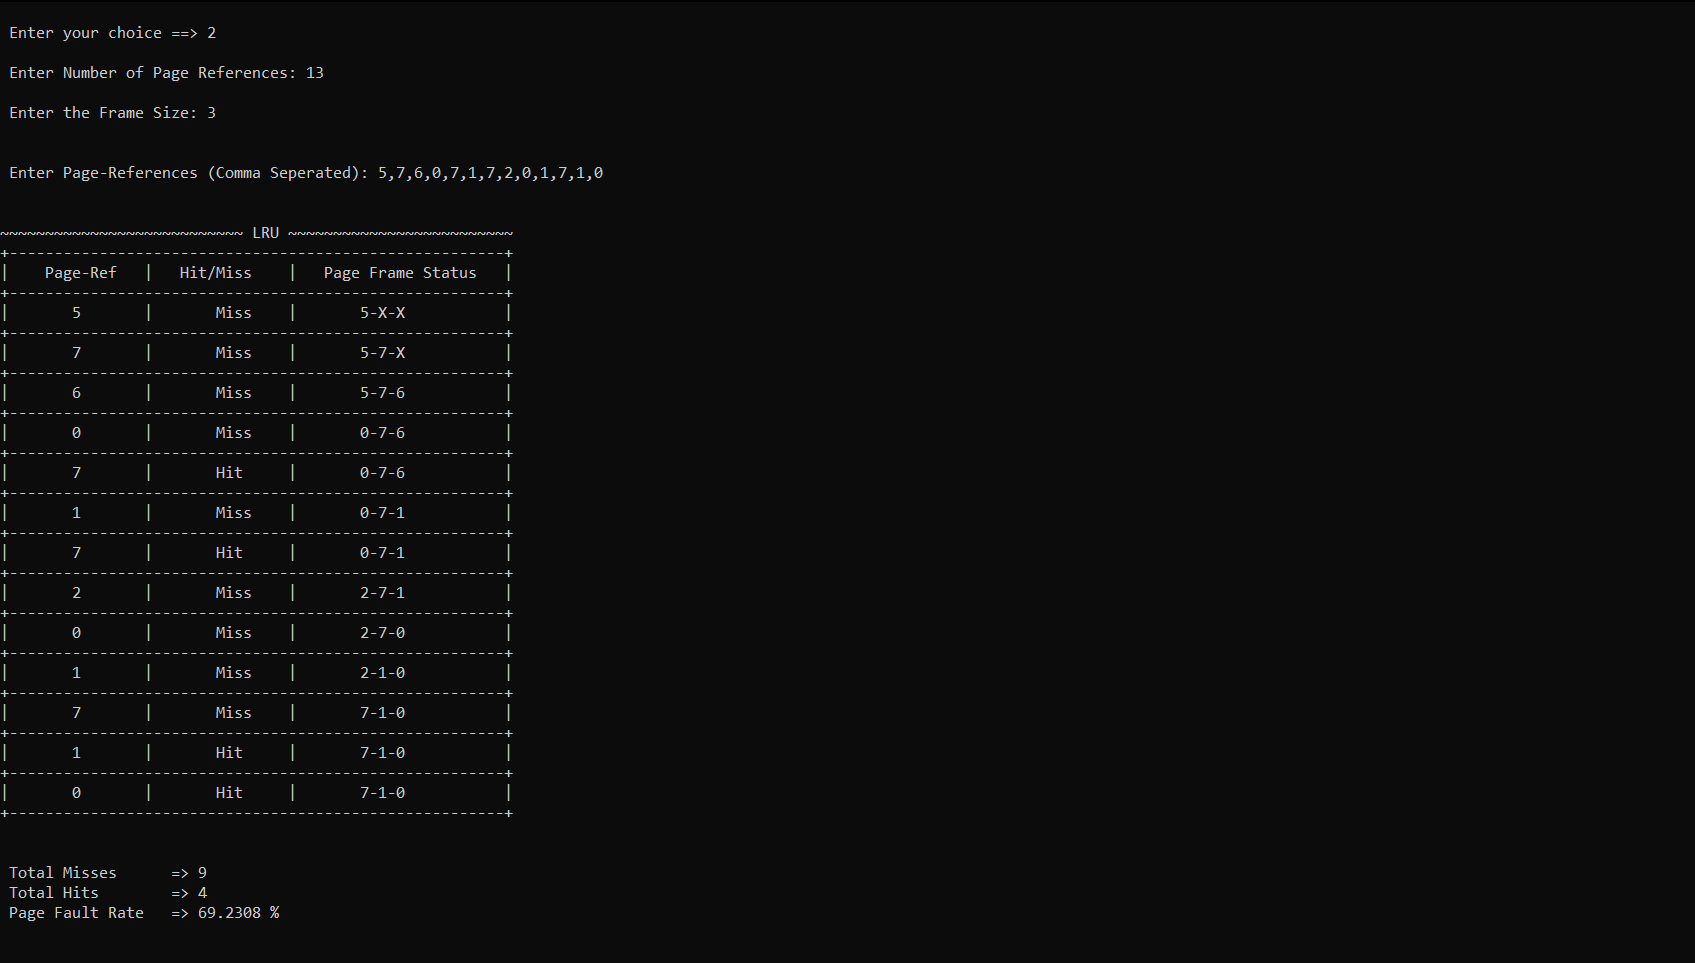 Enter your choice ==> 2
Enter Number of Page References: 13
Enter the Frame Size: 3
Enter Page-References (Comma Seperated): 5,7,6,0,7,1,7,2,0,1,7,1,0
~~~~~~~~~~~~~~~~~~~~~~~~~~~ LRU ~~~~~~~~~~~~~~~~~~~~~~~~~
+-------------------------------------------------------+
|    Page-Ref   |   Hit/Miss    |   Page Frame Status   |
+-------------------------------------------------------+
|       5       |       Miss    |       5-X-X           |
+-------------------------------------------------------+
|       7       |       Miss    |       5-7-X           |
+-------------------------------------------------------+
|       6       |       Miss    |       5-7-6           |
+-------------------------------------------------------+
|       0       |       Miss    |       0-7-6           |
+-------------------------------------------------------+
|       7       |       Hit     |       0-7-6           |
+-------------------------------------------------------+
|       1       |       Miss    |       0-7-1           |
+-------------------------------------------------------+
|       7       |       Hit     |       0-7-1           |
+-------------------------------------------------------+
|       2       |       Miss    |       2-7-1           |
+-------------------------------------------------------+
|       0       |       Miss    |       2-7-0           |
+-------------------------------------------------------+
|       1       |       Miss    |       2-1-0           |
+-------------------------------------------------------+
|       7       |       Miss    |       7-1-0           |
+-------------------------------------------------------+
|       1       |       Hit     |       7-1-0           |
+-------------------------------------------------------+
|       0       |       Hit     |       7-1-0           |
+-------------------------------------------------------+
Total Misses      => 9
Total Hits        => 4
Page Fault Rate   => 69.2308 %